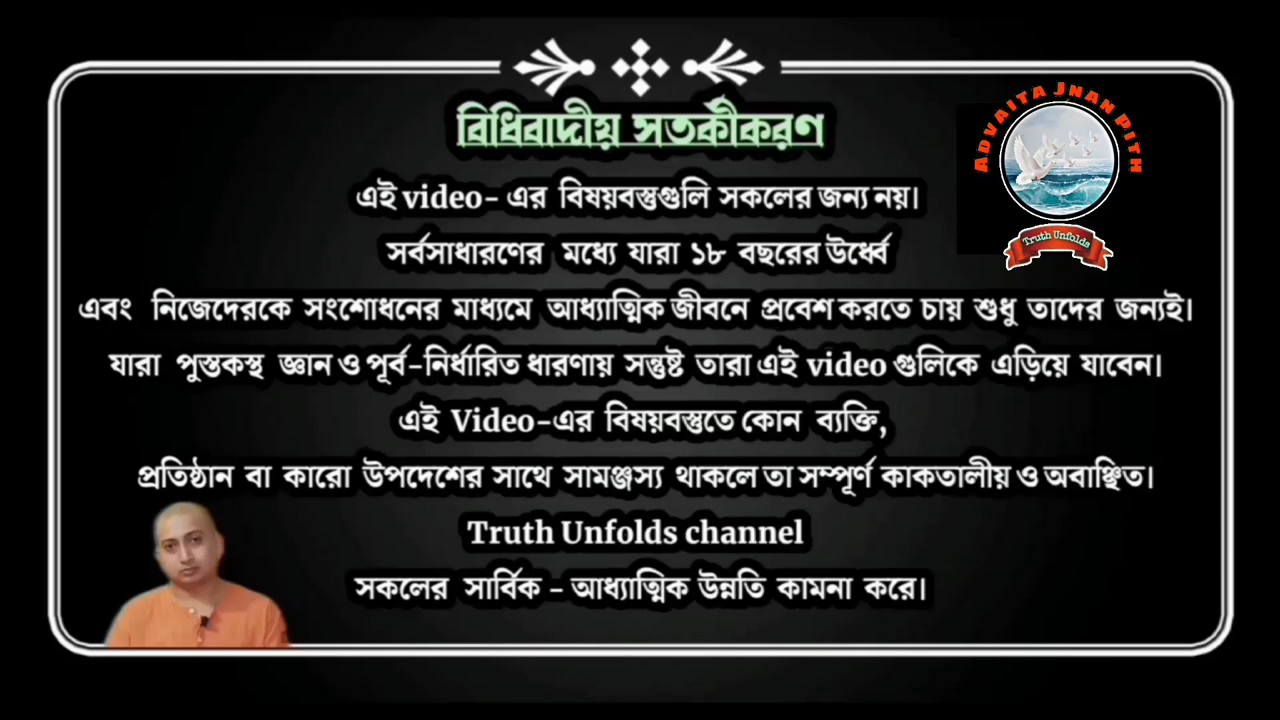 বিধিবাদীয় সতর্কীকরণ
ADVAITA JNAN PITH
Truth Unfolds
এই video- এর বিষয়বস্তুগুলি সকলের জন্য নয়।
সর্বসাধারণের মধ্যে যারা ১৮ বছরের উর্ধ্বে
এবং নিজেদেরকে সংশোধনের মাধ্যমে আধ্যাত্মিক জীবনে প্রবেশ করতে চায় শুধু তাদের জন্যই।
যারা পুস্তকস্থ জ্ঞান ও পূর্ব-নির্ধারিত ধারণায় সন্তুষ্ট তারা এই video গুলিকে এড়িয়ে যাবেন।
এই Video-এর বিষয়বস্তুতে কোন ব্যক্তি,
প্রতিষ্ঠান বা কারো উপদেশের সাথে সামঞ্জস্য থাকলে তা সম্পূর্ণ কাকতালীয় ও অবাঞ্ছিত।
Truth Unfolds channel
সকলের সার্বিক - আধ্যাত্মিক উন্নতি কামনা করে।